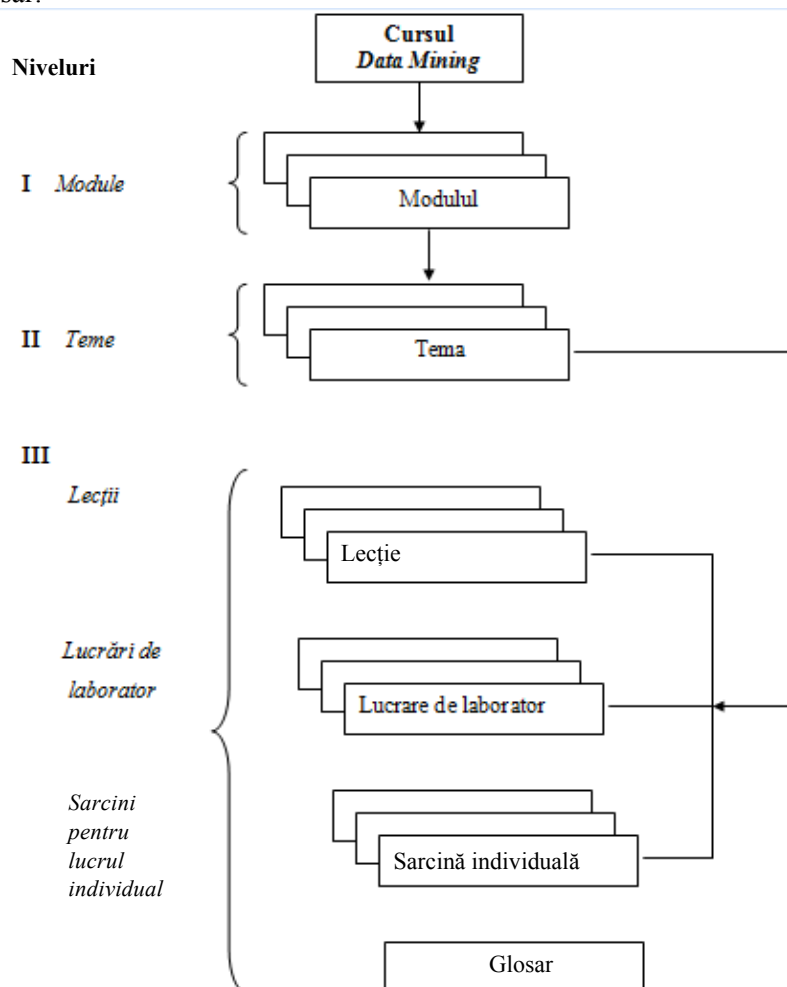 sar.
Cursul
Data Mining
Niveluri
I Module
Modulul
II Teme
Tema
III
Lecții
Lecție
Lucrări de
laborator
Lucrare de laborator
Sarcini
pentru
lucrul
individual
Sarcină individuală
Glosar